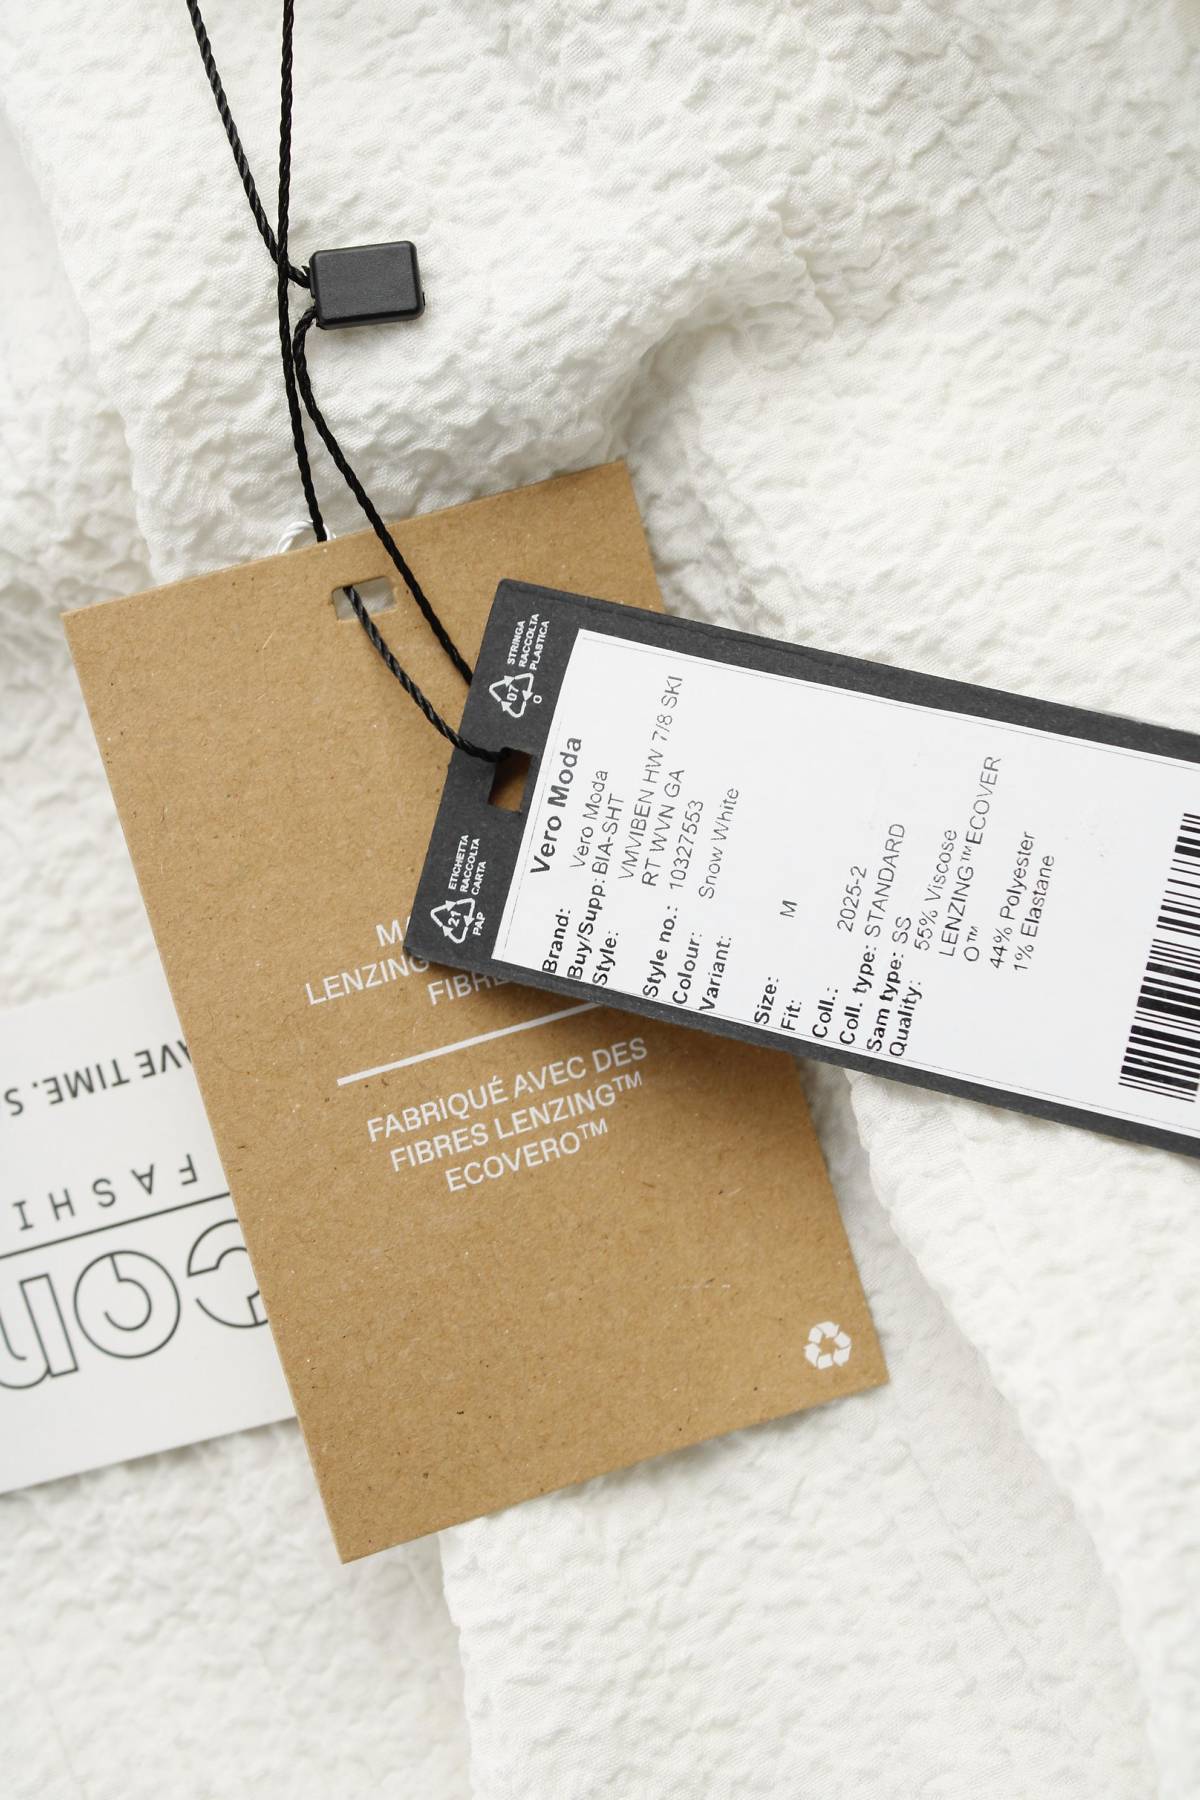 STRINGA
RACCOLTA
PLASTICA
07
O
ETICHETTA
RACCOLTA
CARTA
21
PAP
Vero Moda
Brand: Vero Moda
Buy/Supp: BIA-SHT
Style: VMVIBEN HW 7/8 SKI
RT WVN GA
Style no.: 10327553
Colour: Snow White
Variant:
Size: M
Fit:
Coll.: 2025-2
Coll. type: STANDARD
Sam type: SS
Quality: 55% Viscose
LENZING™ECOVER
O™
44% Polyester
1% Elastane
LENZING
FABRIQUÉ AVEC DES
FIBRES LENZING™
ECOVERO™
TIME.